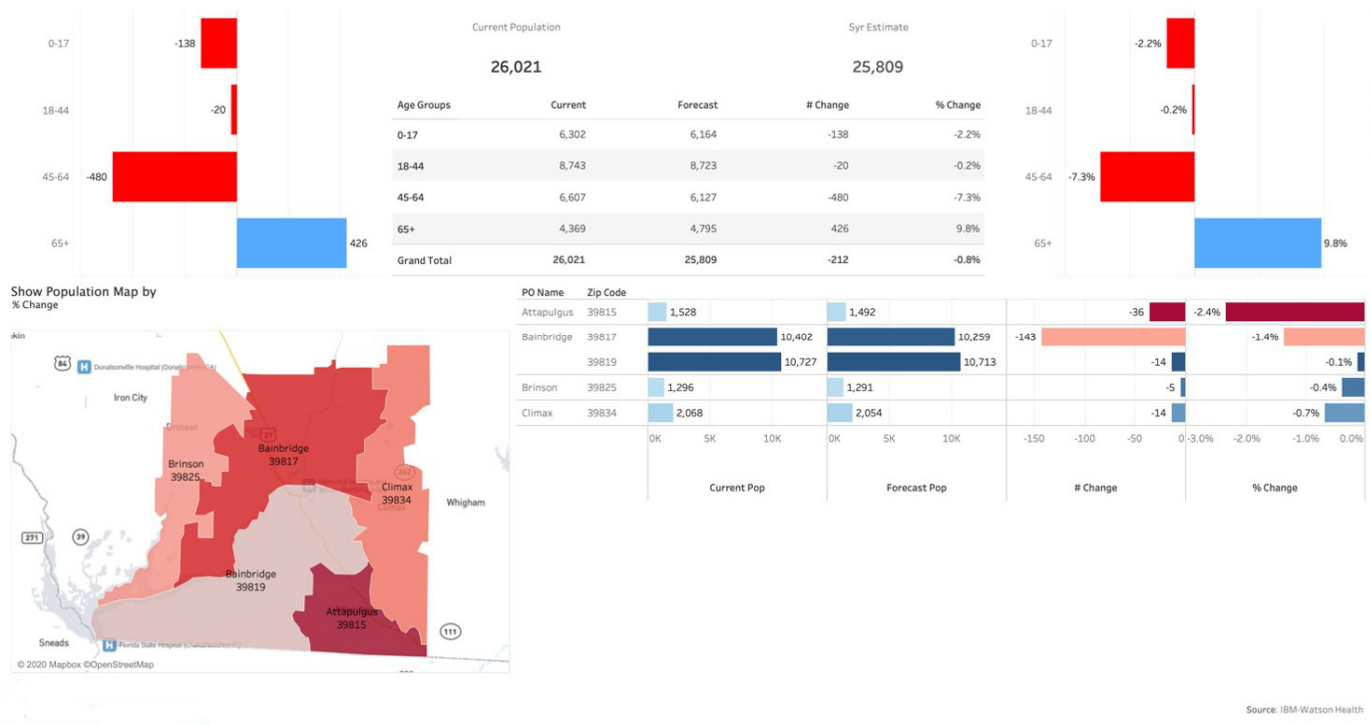 0-17
-138
18-44
-20
45-64
-480
65+
426
Current Population
5yr Estimate
26,021
25,809
Age Groups Current Forecast # Change % Change
0-17 6,302 6,164 -138 -2.2%
18-44 8,743 8,723 -20 -0.2%
45-64 6,607 6,127 -480 -7.3%
65+ 4,369 4,795 426 9.8%
Grand Total 26,021 25,809 -212 -0.8%
0-17
-2.2%
18-44
-0.2%
45-64
-7.3%
65+
9.8%
Show Population Map by
% Change
84
H
Iron City
Brinson
27
Bainbridge
39817
Brinson
39825
Climax
39834
Climax
Whigham
271
39
Bainbridge
39819
Attapulgus
39815
111
Sneads
H
© 2020 Mapbox ©OpenStreetMap
PO Name Zip Code
Attapulgus 39815 1,528 1,492 -36 -2.4%
Bainbridge 39817 10,402 10,259 -143 -1.4%
39819 10,727 10,713 -14 -0.1%
Brinson 39825 1,296 1,291 -5 -0.4%
Climax 39834 2,068 2,054 -14 -0.7%
0K 5K 10K 0K 5K 10K -150 -100 -50 0 -3.0% -2.0% -1.0% 0.0%
Current Pop Forecast Pop # Change % Change
Source: IBM-Watson Health